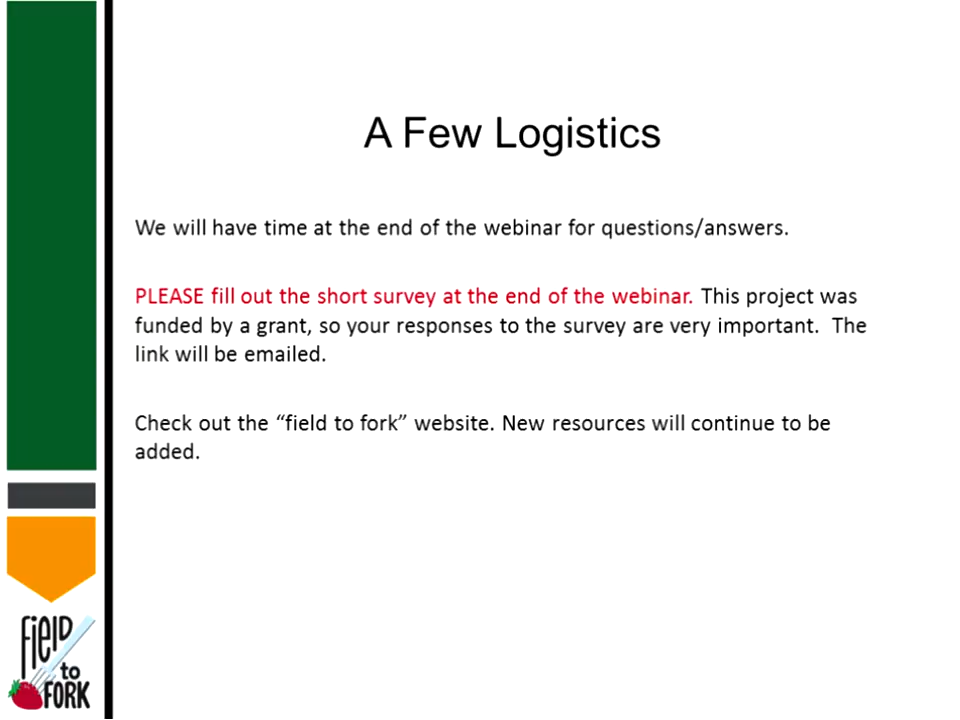 A Few Logistics
We will have time at the end of the webinar for questions/answers.
PLEASE fill out the short survey at the end of the webinar. This project was
funded by a grant, so your responses to the survey are very important.  The
link will be emailed.
Check out the “field to fork” website. New resources will continue to be
added.
FiElD
to
FORK